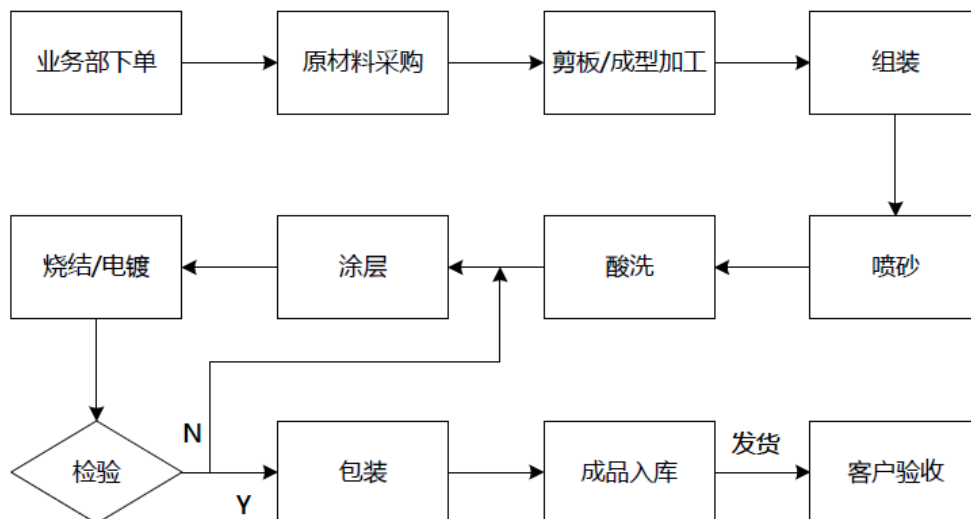 业务部下单
原材料采购
剪板/成型加工
组装
烧结/电镀
涂层
酸洗
喷砂
N
检验
Y
包装
成品入库
发货
客户验收